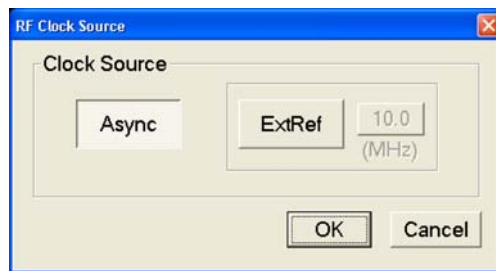 RF Clock Source
Clock Source
Async
ExtRef
10.0
(MHz)
OK
Cancel